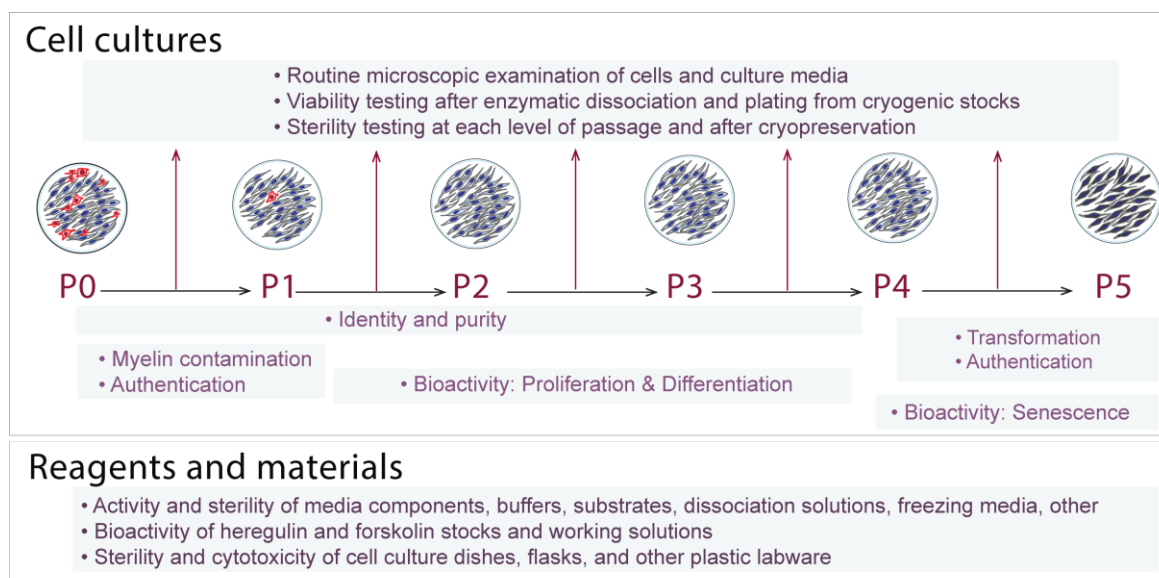 Cell cultures
• Routine microscopic examination of cells and culture media
• Viability testing after enzymatic dissociation and plating from cryogenic stocks
• Sterility testing at each level of passage and after cryopreservation
P0 P1 P2 P3 P4 P5
• Identity and purity
• Myelin contamination
• Authentication
• Bioactivity: Proliferation & Differentiation
• Transformation
• Authentication
• Bioactivity: Senescence
Reagents and materials
• Activity and sterility of media components, buffers, substrates, dissociation solutions, freezing media, other
• Bioactivity of heregulin and forskolin stocks and working solutions
• Sterility and cytotoxicity of cell culture dishes, flasks, and other plastic labware